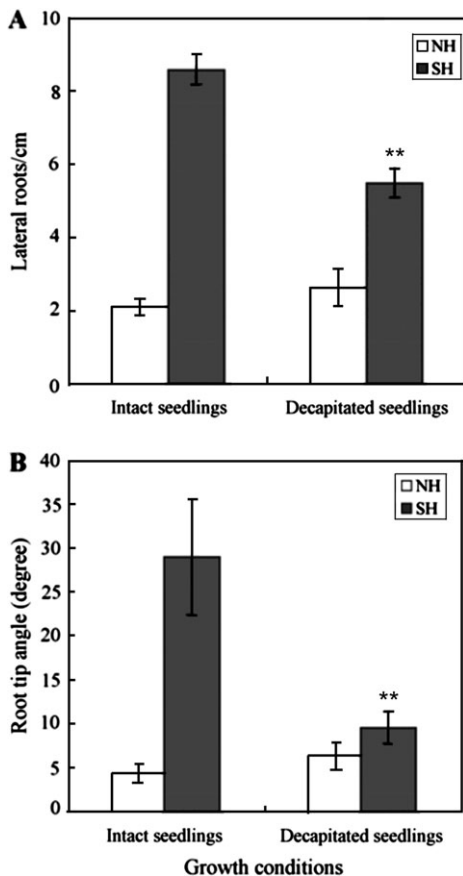 A
10
NH
SH
8
**
6
4
2
0
Lateral roots/cm
Intact seedlings Decapitated seedlings
B
40
NH
SH
35
30
25
20
15
**
10
5
0
Root tip angle (degree)
Intact seedlings Decapitated seedlings
Growth conditions